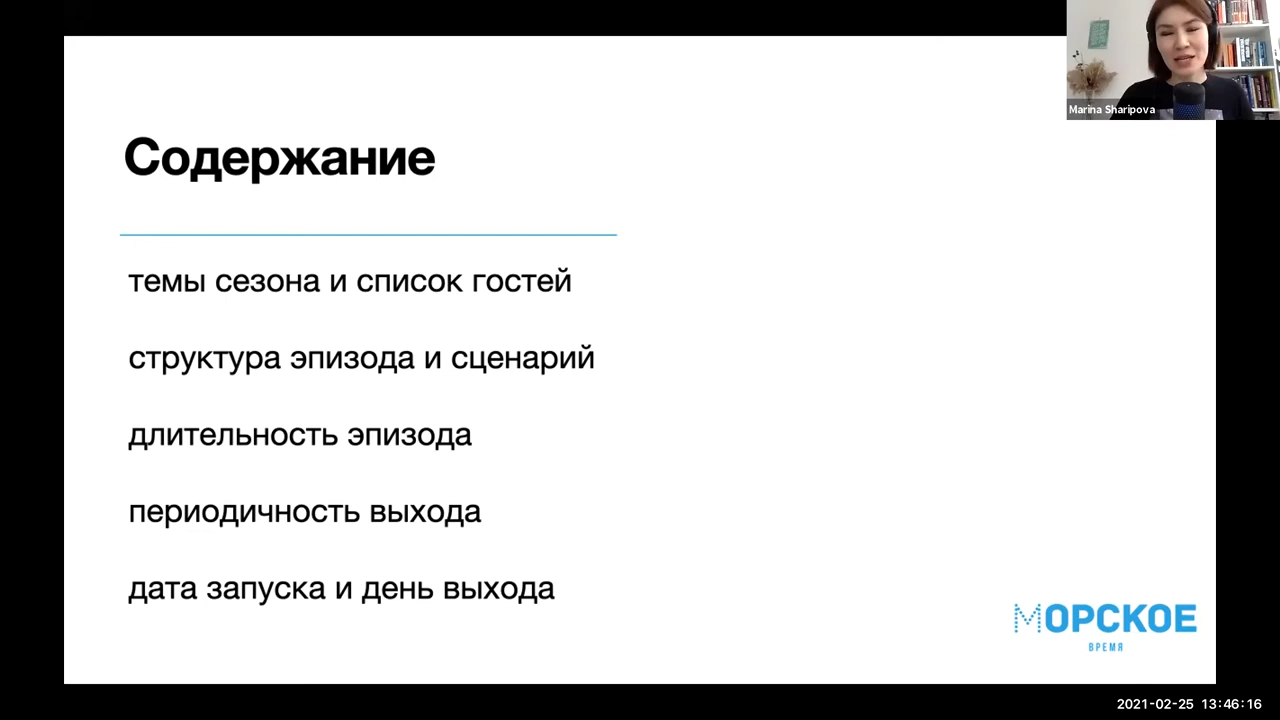 Marina Sharipova
Содержание
темы сезона и список гостей
структура эпизода и сценарий
длительность эпизода
периодичность выхода
дата запуска и день выхода
МОРСКОЕ
ВРЕМЯ
2021-02-25 13:46:16